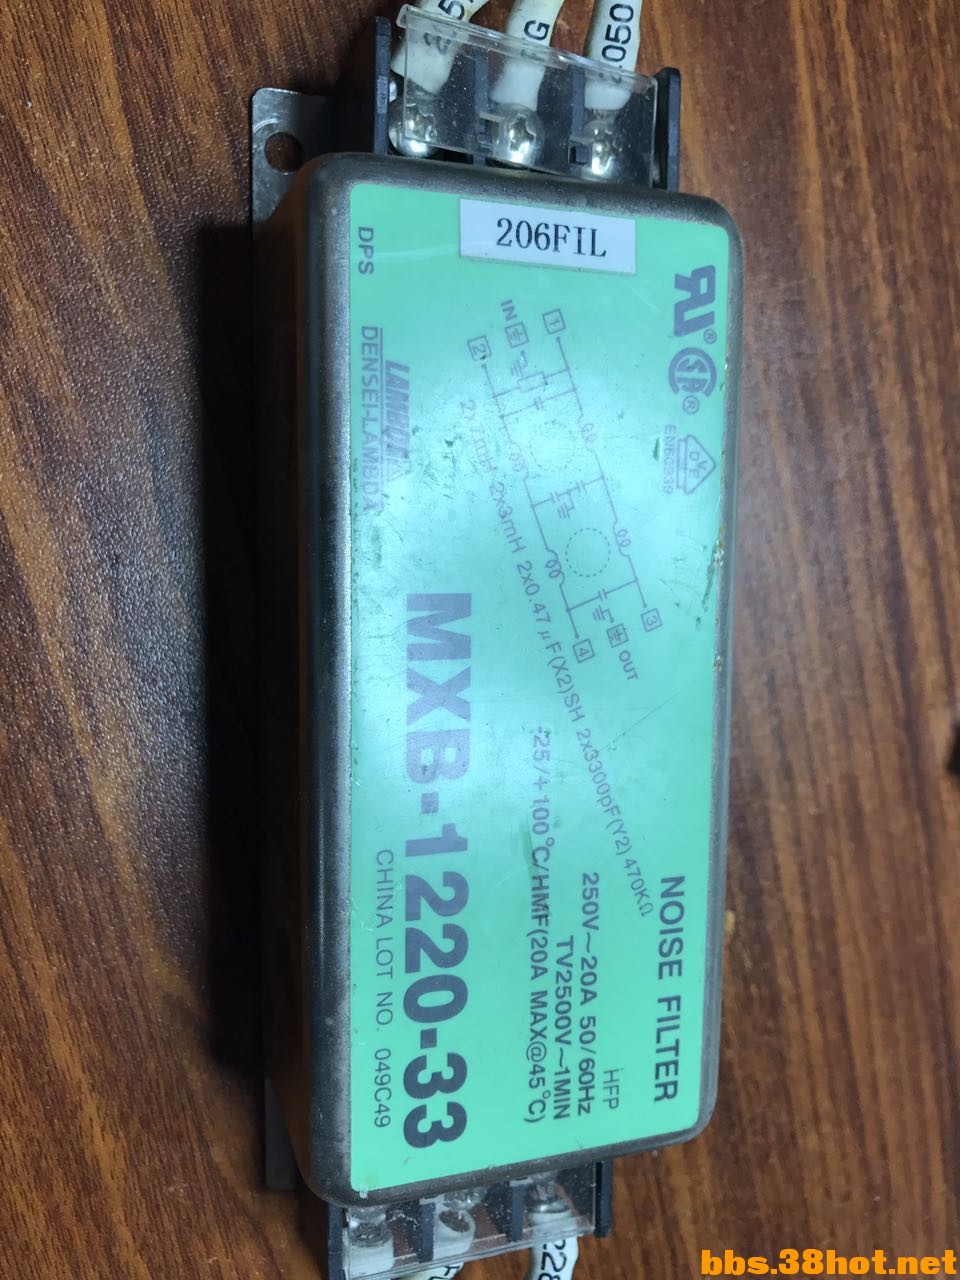 G
050
206FIL
DPS
LAMBDA
DENSEI-LAMBDA
IN
1
2
3
4
OUT
2x3mH 2x0.47μF(X2)SH 2x3300pF(Y2) 470KΩ
EN60939
NOISE FILTER
HFP
250V~20A 50/60Hz
TV2500V~1MIN
-25/+100°C/HMF(20A MAX@45°C)
MXB-1220-33
CHINA LOT NO. 049C49
bbs.38hot.net